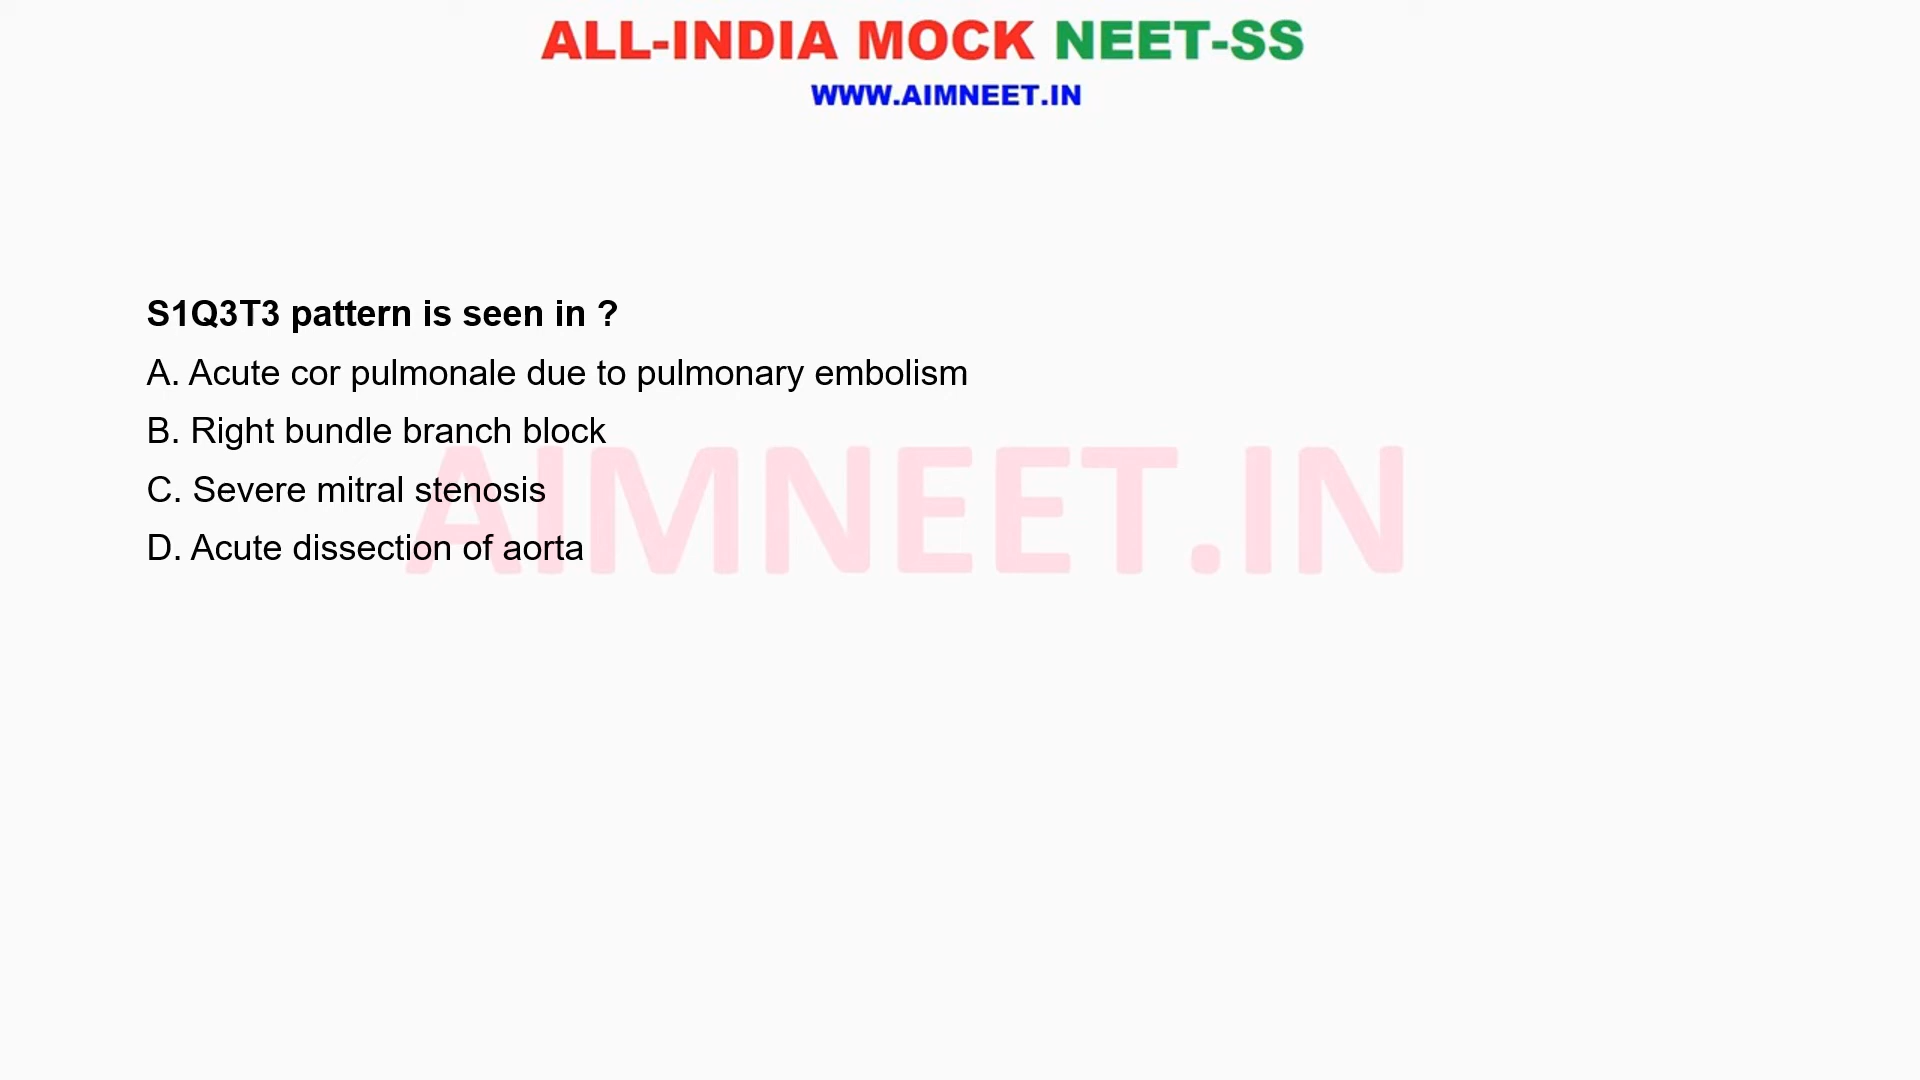 ALL-INDIA MOCK NEET-SS
WWW.AIMNEET.IN
S1Q3T3 pattern is seen in ?
A. Acute cor pulmonale due to pulmonary embolism
B. Right bundle branch block
C. Severe mitral stenosis
D. Acute dissection of aorta
AIMNEET.IN